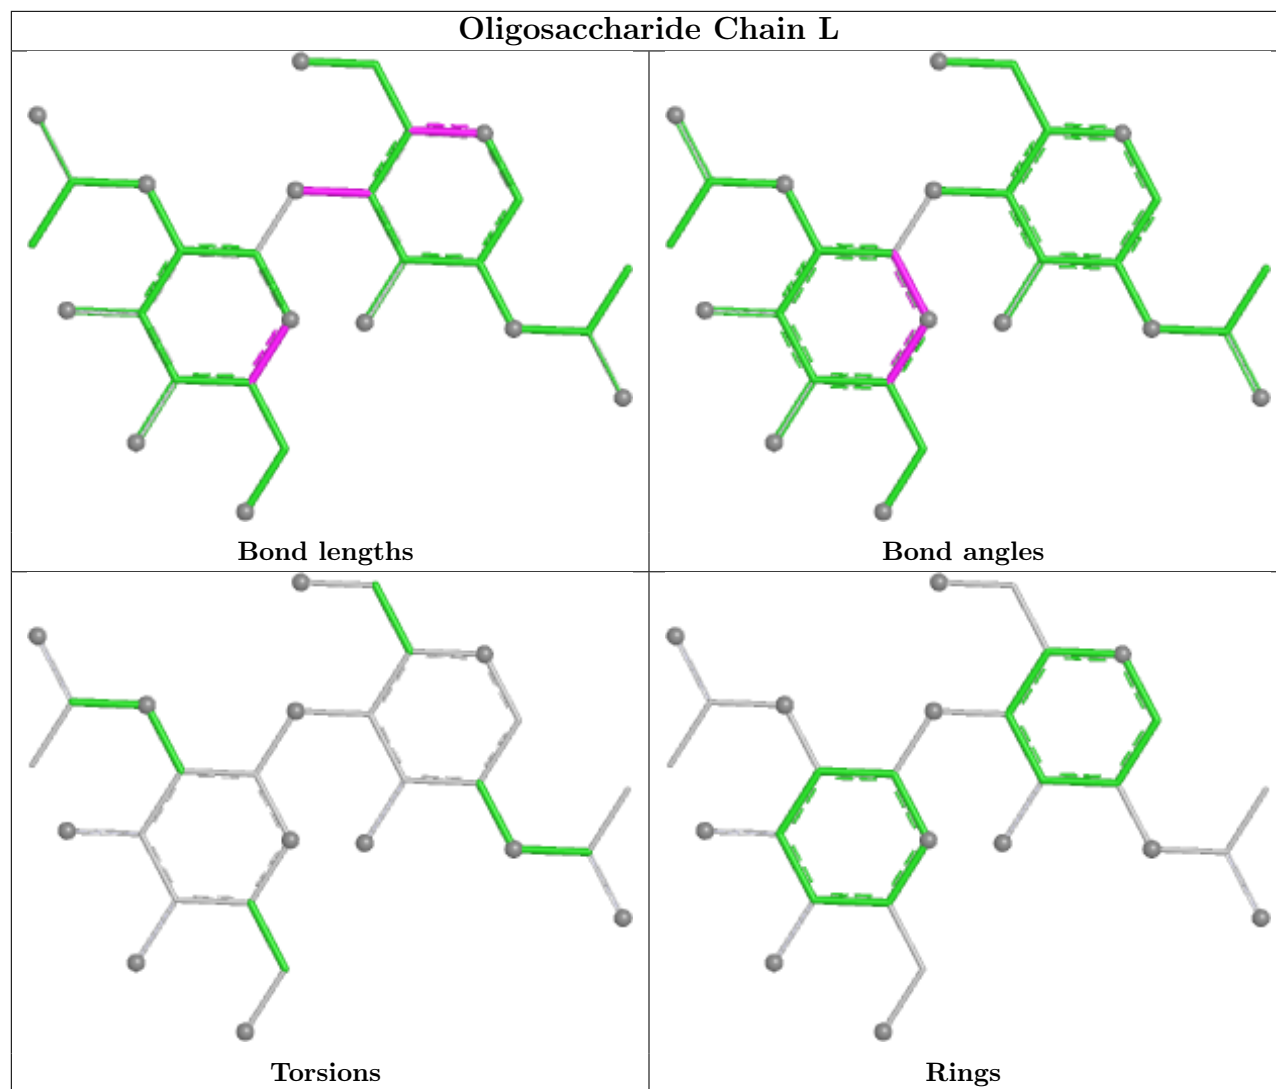 Oligosaccharide Chain L
Bond lengths
Bond angles
Torsions
Rings